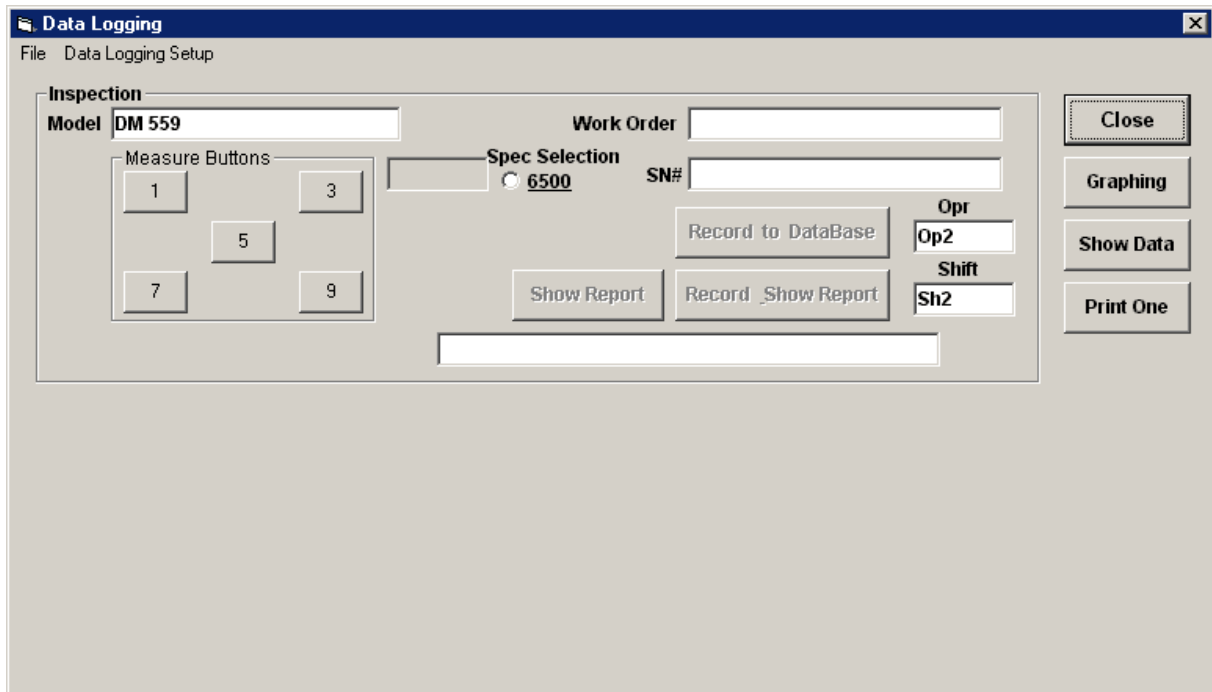 Data Logging
File Data Logging Setup
Inspection
Model DM 559 Work Order
Measure Buttons Spec Selection
6500 SN#
1 3 Graphing
Close
5
7 9
Record to DataBase
Opr
Op2
Show Data
Shift
Show Report Record _Show Report Sh2
Print One